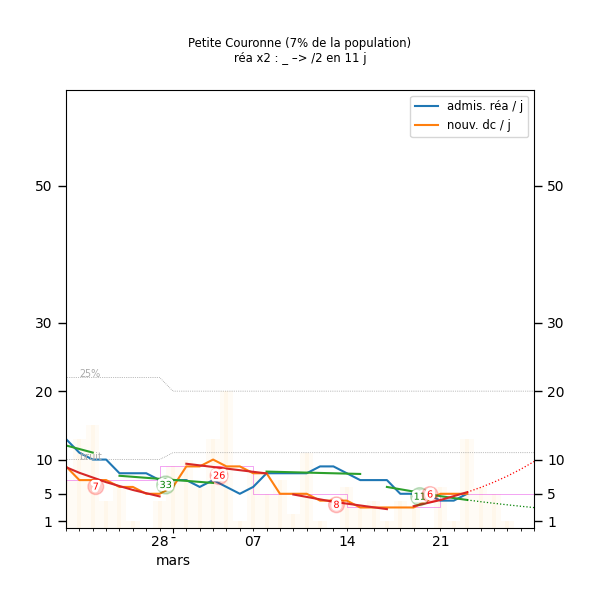 Petite Couronne (7% de la population)
réa x2 : _ –> /2 en 11 j
admis. réa / j
nouv. dc / j
50 50
30 30
25%
20 20
bruit
10 10
7 33 26 8 11 6
5 5
1 1
28 07 14 21
mars